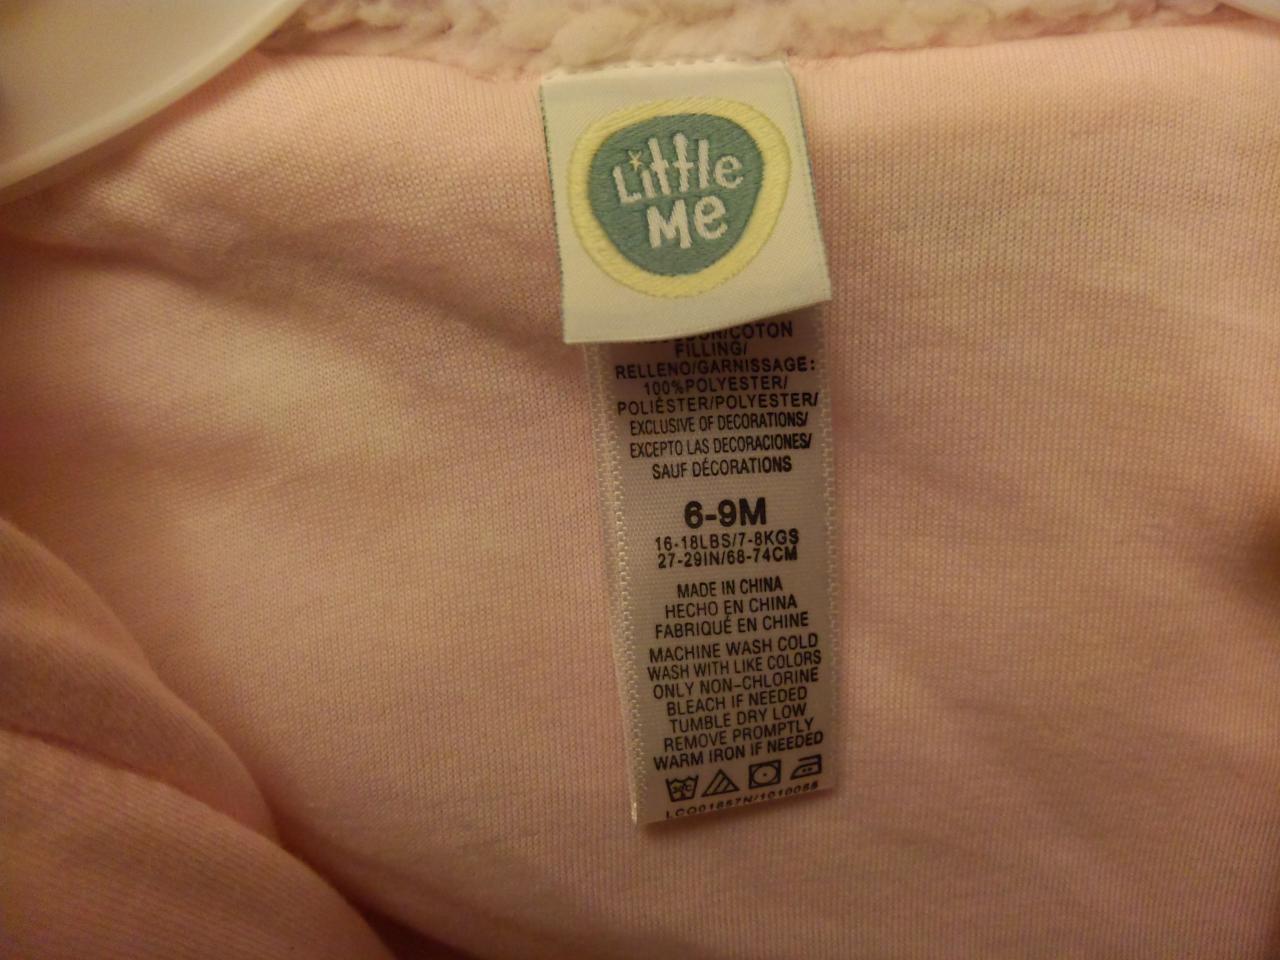 Little
Me
COTON
FILLING/
RELLENO/GARNISSAGE:
100%POLYESTER/
POLIÉSTER/POLYESTER/
EXCLUSIVE OF DECORATIONS/
EXCEPTO LAS DECORACIONES/
SAUF DÉCORATIONS
6-9M
16-18LBS/7-8KGS
27-29IN/68-74CM
MADE IN CHINA
HECHO EN CHINA
FABRIQUÉ EN CHINE
MACHINE WASH COLD
WASH WITH LIKE COLORS
ONLY NON-CHLORINE
BLEACH IF NEEDED
TUMBLE DRY LOW
REMOVE PROMPTLY
WARM IRON IF NEEDED